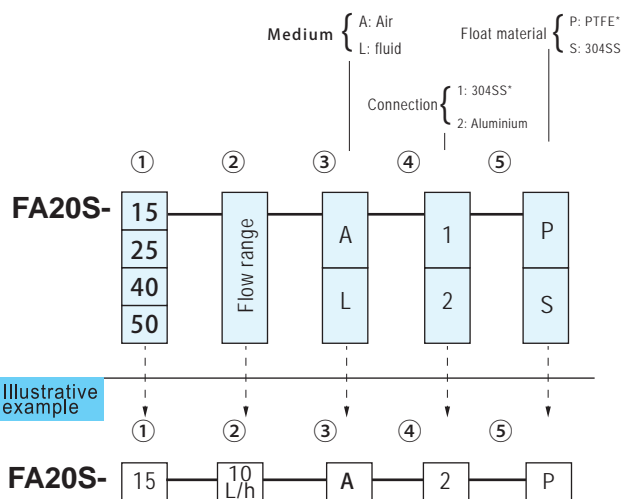 Medium { A: Air
L: fluid
Float material { P: PTFE*
S: 304SS
Connection { 1: 304SS*
2: Aluminium
① ② ③ ④ ⑤
FA20S- 15 Flow range A 1 P
25
40 L 2 S
50
Illustrative
example
① ② ③ ④ ⑤
FA20S- 15 10 A 2 P
L/h